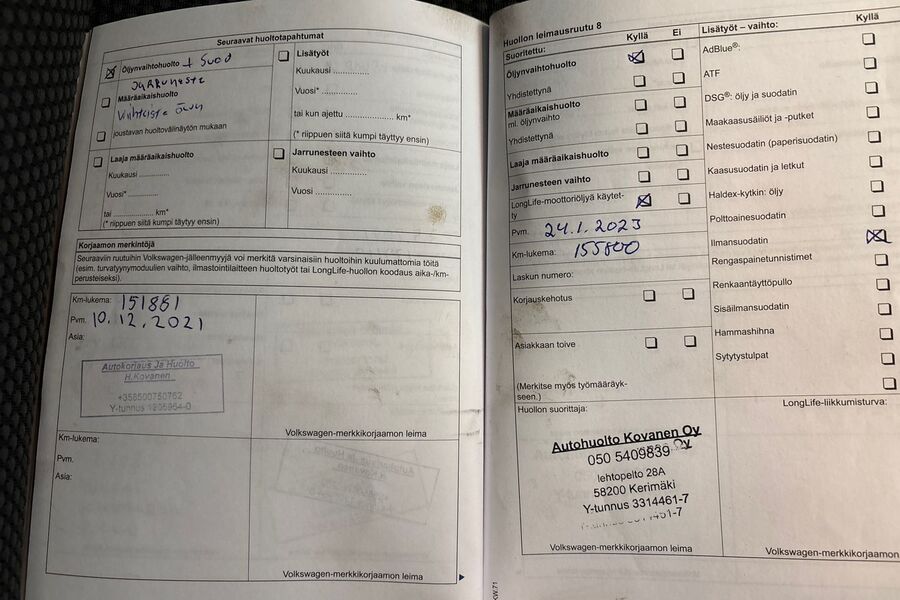 Seuraavat huoltotapahtumat
Öljynvaihtohuolto + Suod
Jarruneste
Määräaikaishuolto
joustavan huoltovälinäytön mukaan
Laaja määräaikaishuolto
Kuukausi ..............
Vuosi* ..............
tai .............. km*
(* riippuen siitä kumpi täytyy ensin)
Lisätyöt
Kuukausi ..............
Vuosi* ..............
tai kun ajettu .................... km*
(* riippuen siitä kumpi täyttyy ensin)
Jarrunesteen vaihto
Kuukausi ..............
Vuosi ..............
Korjaamon merkintöjä
Seuraaviin ruutuihin Volkswagen-jälleenmyyjä voi merkitä varsinaisiin huoltoihin kuulumattomia töitä
(esim. turvatyynymoduulien vaihto, ilmastointilaitteen huoltotyöt tai LongLife-huollon koodaus aika-/km-
perusteiseksi).
Km-lukema: 151881
Pvm. 10.12.2021
Asia:
Autokorjaus Ja Huolto
H.Kovanen
+358500750762
Volkswagen-merkkikorjaamon leima
Km-lukema:
Pvm.
Asia:
Volkswagen-merkkikorjaamon leima
Huollon leimausruutu 8
Suoritettu: Kyllä Ei
Öljynvaihtohuolto
Yhdistettynä
Määräaikaishuolto
ml. öljynvaihto
Yhdistettynä
Laaja määräaikaishuolto
Jarrunesteen vaihto
LongLife-moottoriöljyä käytet-
ty
Pvm. 24.1.2023
Km-lukema: 155800
Laskun numero:
Korjauskehotus
Asiakkaan toive
(Merkitse myös työmääräyk-
seen.)
Lisätyöt – vaihto: Kyllä
AdBlue®:
ATF
DSG®: öljy ja suodatin
Maakaasusäiliöt ja -putket
Nestesuodatin (paperisuodatin)
Kaasusuodatin ja letkut
Haldex-kytkin: öljy
Polttoainesuodatin
Ilmansuodatin
Rengaspainetunnistimet
Renkaantäyttöpullo
Sisäilmansuodatin
Hammashihna
Sytytystulpat
Huollon suorittaja:
Autohuolto Kovanen Oy
050 5409839
lehtopelto 28A
58200 Kerimäki
Y-tunnus 3314461-7
Volkswagen-merkkikorjaamon leima
LongLife-liikkumisturva:
Volkswagen-merkkikorjaamon